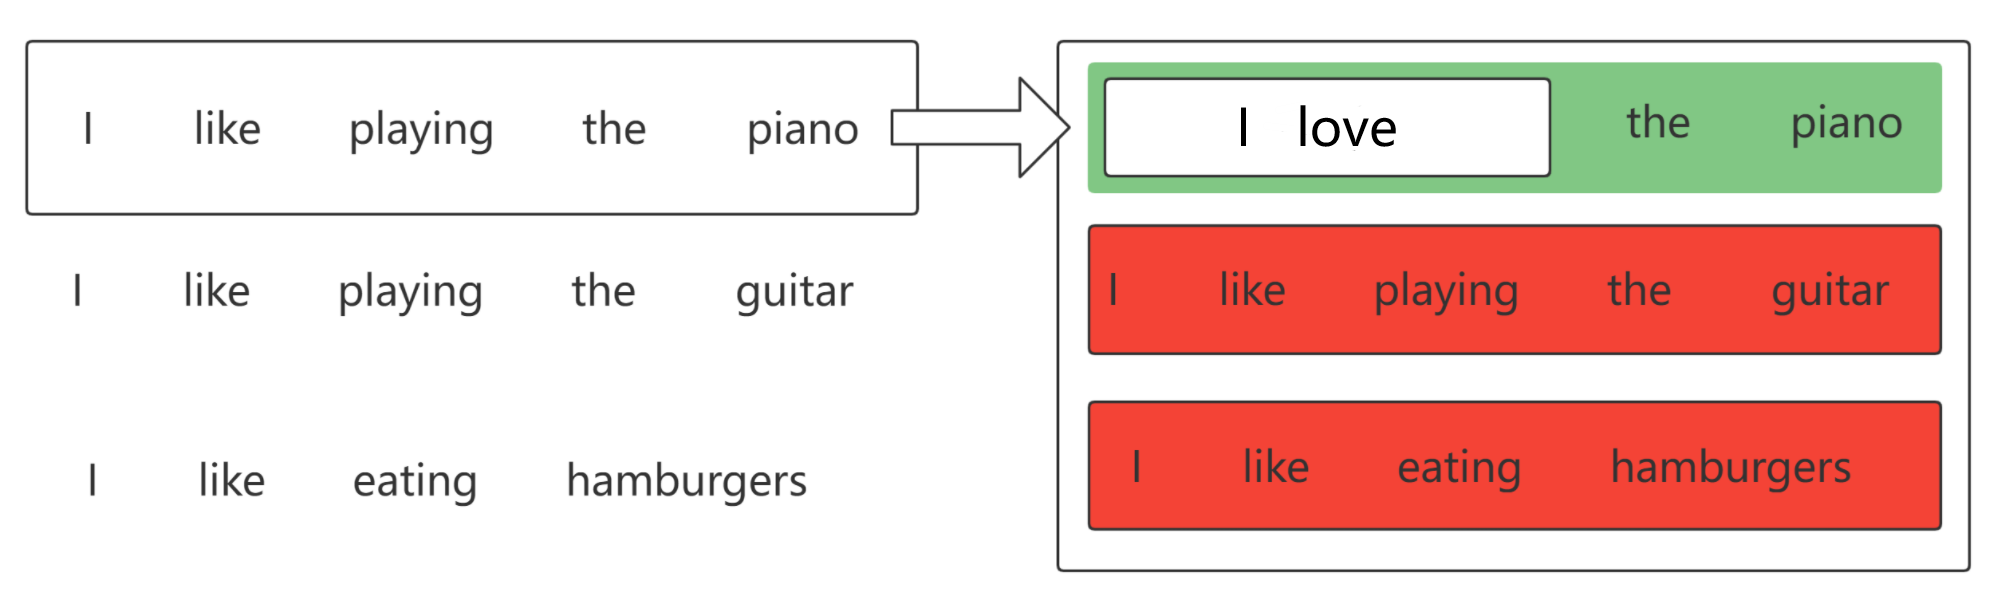 I like playing the piano
I like playing the guitar
I like eating hamburgers
I love the piano
I like playing the guitar
I like eating hamburgers